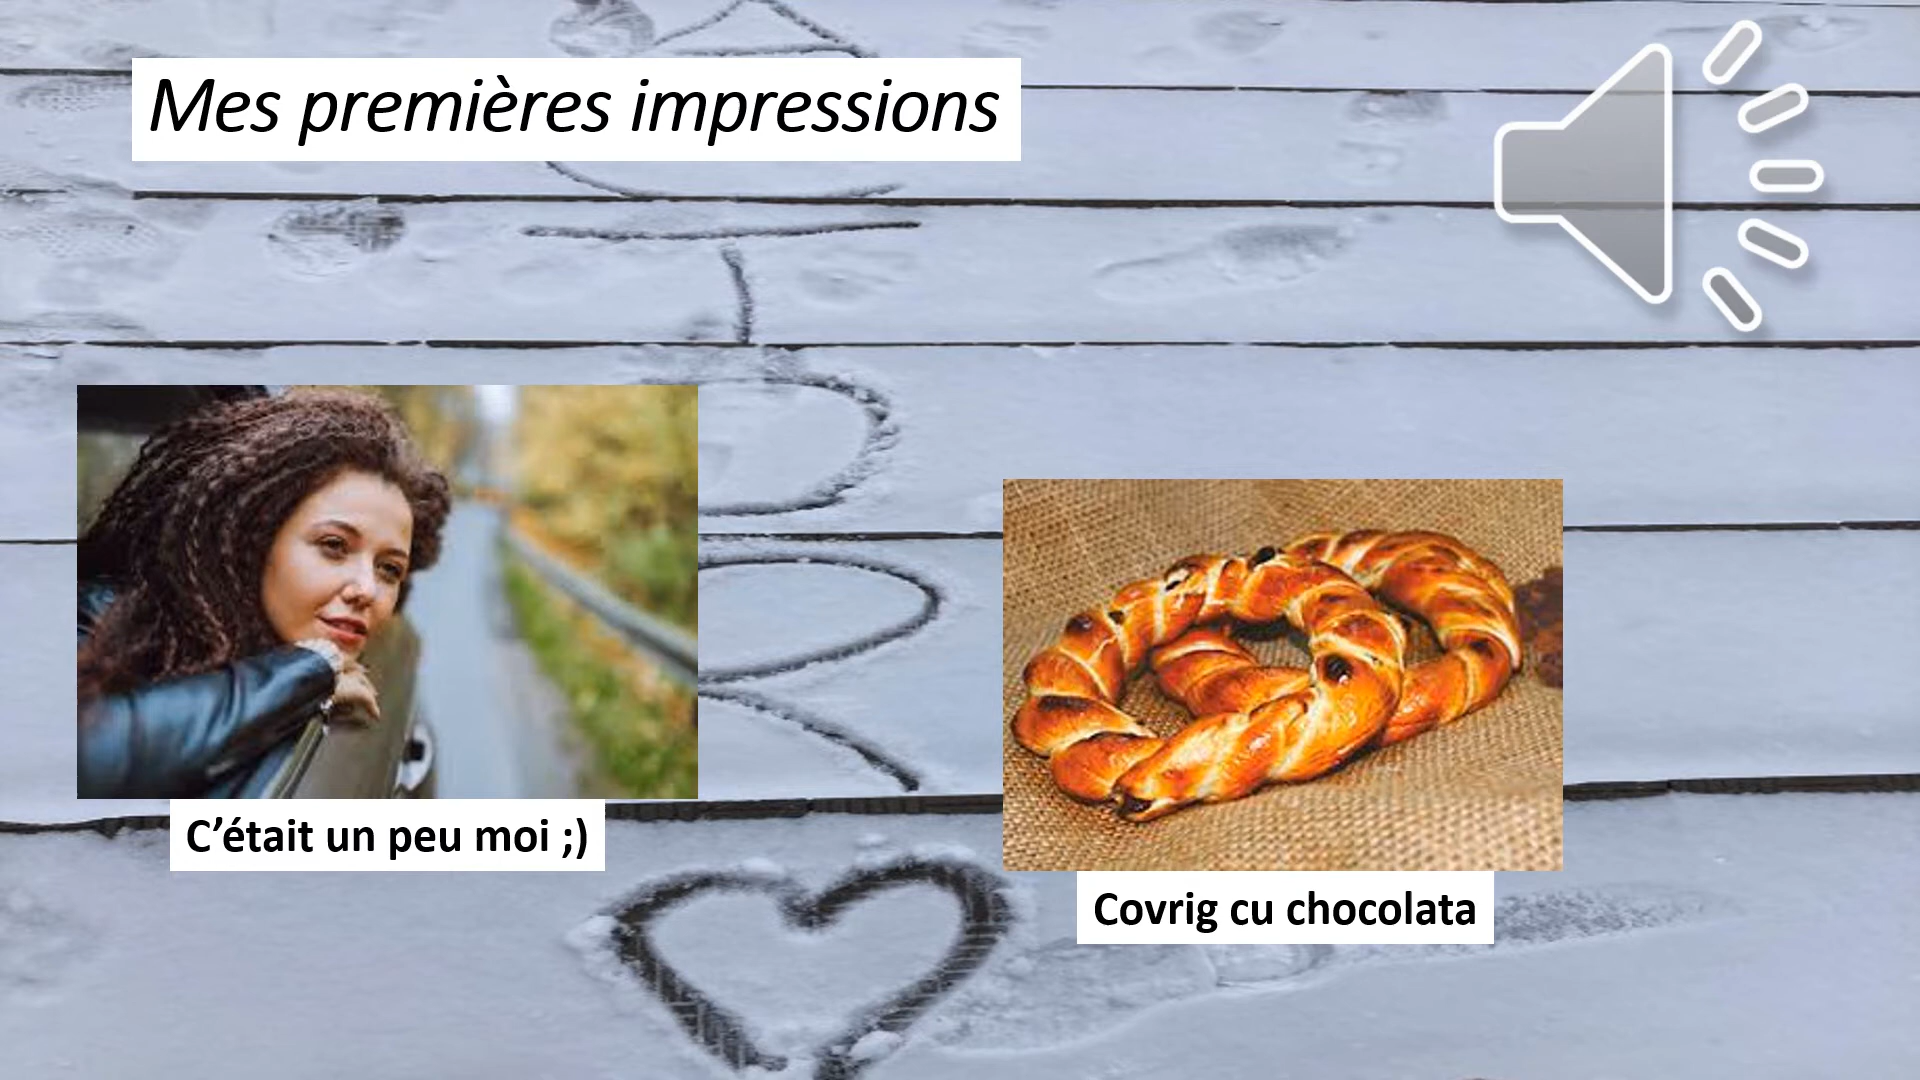 Mes premières impressions
C’était un peu moi ;)
Covrig cu chocolata